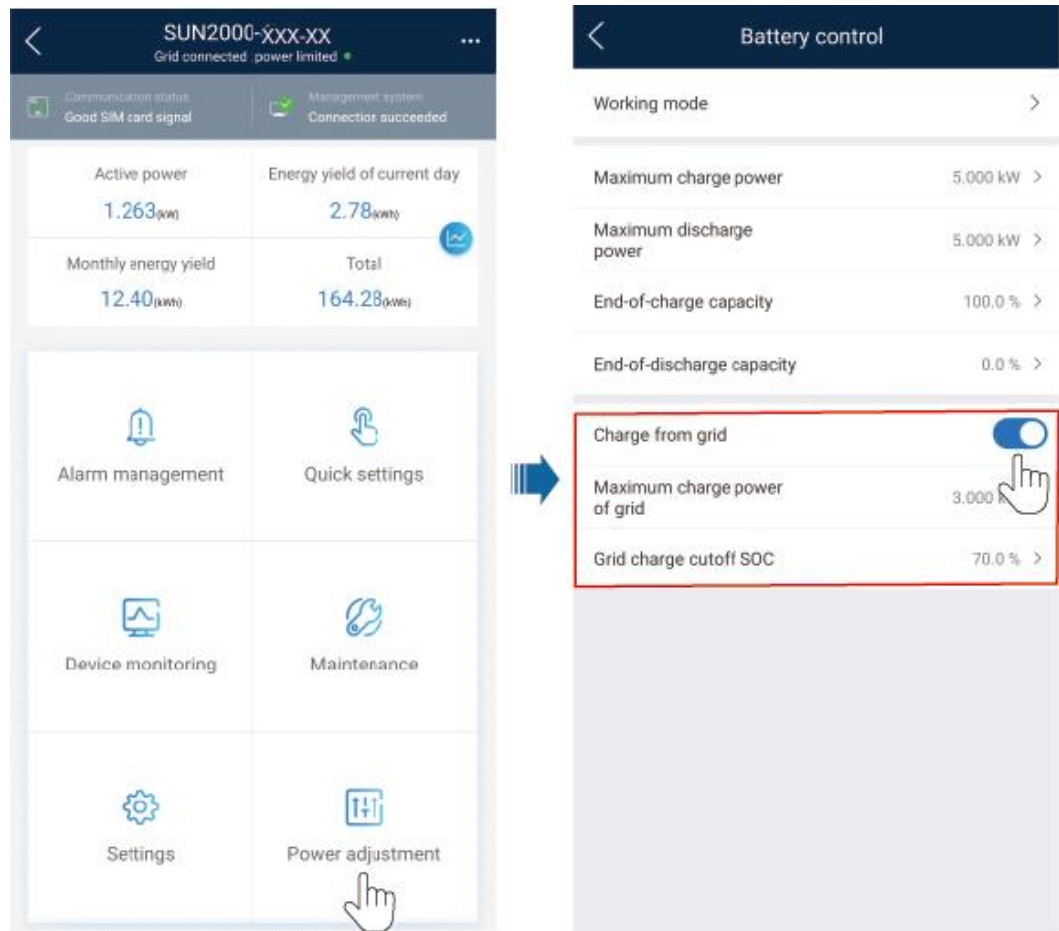 SUN2000-XXX-XX
Grid connected :power limited
Communication status
Good SIM card signal
Management system
Connection succeeded
Active power
1.263(kW)
Energy yield of current day
2.78(kWh)
Monthly energy yield
12.40(kWh)
Total
164.28(kWh)
Alarm management
Quick settings
Device monitoring
Maintenance
Settings
Power adjustment
Battery control
Working mode
Maximum charge power
5.000 kW
Maximum discharge
power
5.000 kW
End-of-charge capacity
100.0 %
End-of-discharge capacity
0.0 %
Charge from grid
Maximum charge power
of grid
3.000
Grid charge cutoff SOC
70.0 %